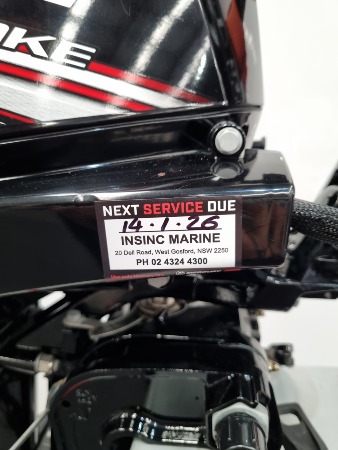 OKE
NEXT SERVICE DUE
14·1·26
INSINC MARINE
20 Dell Road, West Gosford, NSW 2250
PH 02 4324 4300